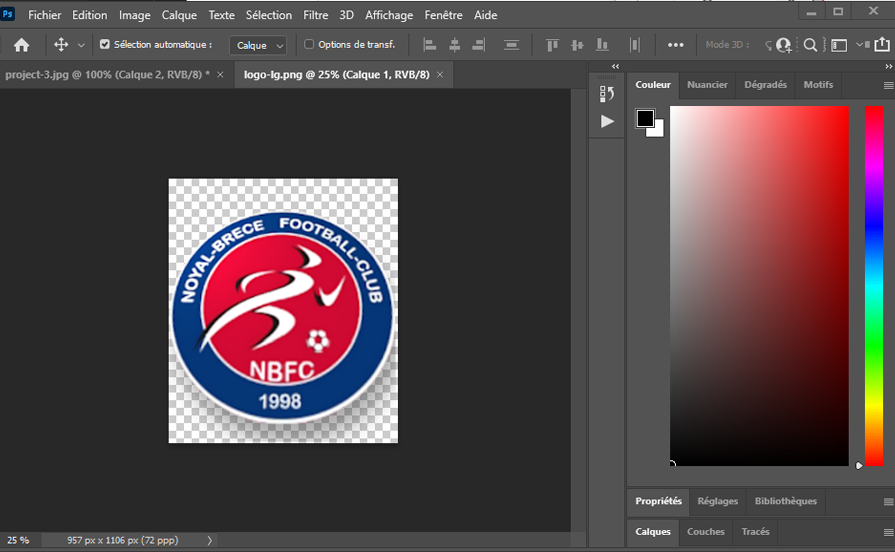 Ps Fichier Edition Image Calque Texte Sélection Filtre 3D Affichage Fenêtre Aide
Sélection automatique : Calque Options de transf. Mode 3D :
project-3.jpg @ 100% (Calque 2, RVB/8) * × logo-lg.png @ 25% (Calque 1, RVB/8) ×
Couleur Nuancier Dégradés Motifs
NOYAL-BRECE FOOTBALL-CLUB
NBFC
1998
Propriétés Réglages Bibliothèques
Calques Couches Tracés
25 % 957 px x 1106 px (72 ppp)